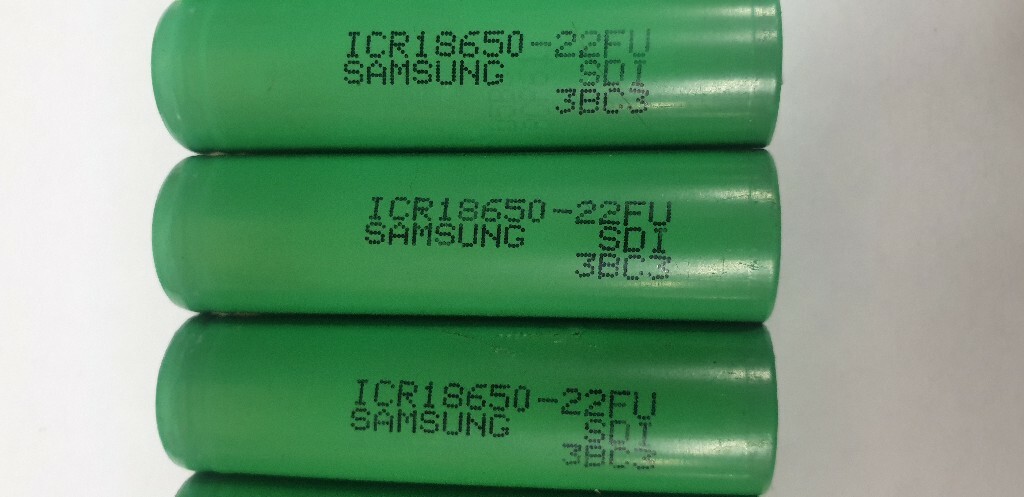 ICR18650-22FU
SAMSUNG SDI
3BC3
ICR18650-22FU
SAMSUNG SDI
3BC3
ICR18650-22FU
SAMSUNG SDI
3BC3